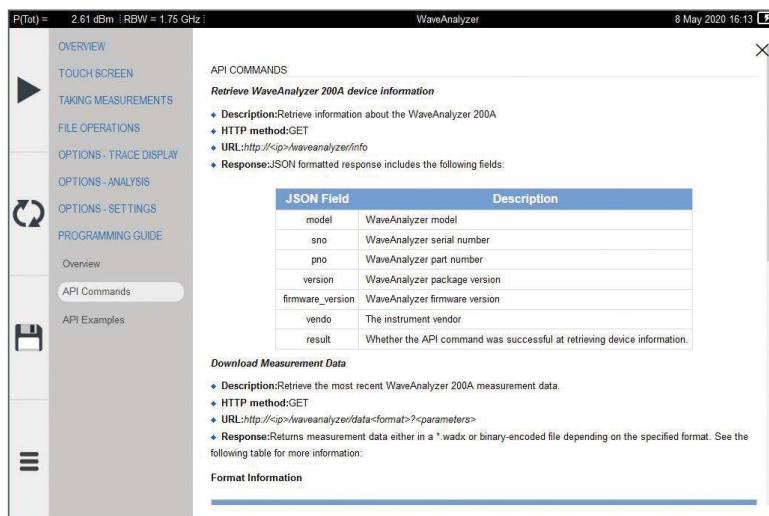 P(Tot) = 2.61 dBm RBW = 1.75 GHz WaveAnalyzer 8 May 2020 16:13
OVERVIEW
TOUCH SCREEN
TAKING MEASUREMENTS
FILE OPERATIONS
OPTIONS - TRACE DISPLAY
OPTIONS - ANALYSIS
OPTIONS - SETTINGS
PROGRAMMING GUIDE
Overview
API Commands
API Examples
API COMMANDS
Retrieve WaveAnalyzer 200A device information
Description:Retrieve information about the WaveAnalyzer 200A
HTTP method:GET
URL:http://<ip>/waveanalyzer/info
Response:JSON formatted response includes the following fields:
JSON Field Description
model WaveAnalyzer model
sno WaveAnalyzer serial number
pno WaveAnalyzer part number
version WaveAnalyzer package version
firmware_version WaveAnalyzer firmware version
vendo The instrument vendor
result Whether the API command was successful at retrieving device information.
Download Measurement Data
Description:Retrieve the most recent WaveAnalyzer 200A measurement data.
HTTP method:GET
URL:http://<ip>/waveanalyzer/data<format>?<parameters>
Response:Returns measurement data either in a *.wadx or binary-encoded file depending on the specified format. See the
following table for more information:
Format Information